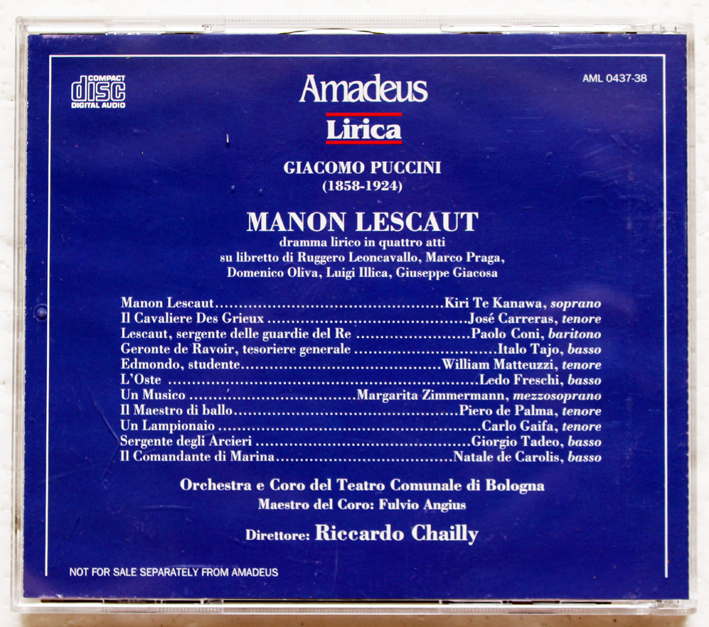 COMPACT
disc
DIGITAL AUDIO
Amadeus
AML 0437-38
Lirica
GIACOMO PUCCINI
(1858-1924)
MANON LESCAUT
dramma lirico in quattro atti
su libretto di Ruggero Leoncavallo, Marco Praga,
Domenico Oliva, Luigi Illica, Giuseppe Giacosa
Manon Lescaut........................................Kiri Te Kanawa, soprano
Il Cavaliere Des Grieux ...................................José Carreras, tenore
Lescaut, sergente delle guardie del Re ....................Paolo Coni, baritono
Geronte de Ravoir, tesoriere generale .........................Italo Tajo, basso
Edmondo, studente...................................William Matteuzzi, tenore
L'Oste ......................................................Ledo Freschi, basso
Un Musico .............................Margarita Zimmermann, mezzosoprano
Il Maestro di ballo.......................................Piero de Palma, tenore
Un Lampionaio ..............................................Carlo Gaifa, tenore
Sergente degli Arcieri .....................................Giorgio Tadeo, basso
Il Comandante di Marina..............................Natale de Carolis, basso
Orchestra e Coro del Teatro Comunale di Bologna
Maestro del Coro: Fulvio Angius
Direttore: Riccardo Chailly
NOT FOR SALE SEPARATELY FROM AMADEUS